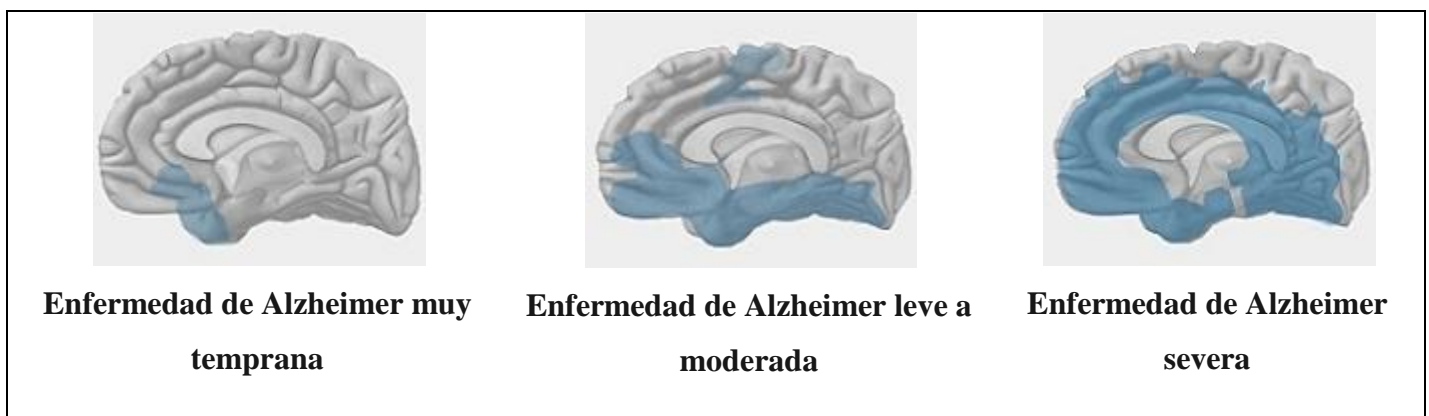 Enfermedad de Alzheimer muy
temprana
Enfermedad de Alzheimer leve a
moderada
Enfermedad de Alzheimer
severa